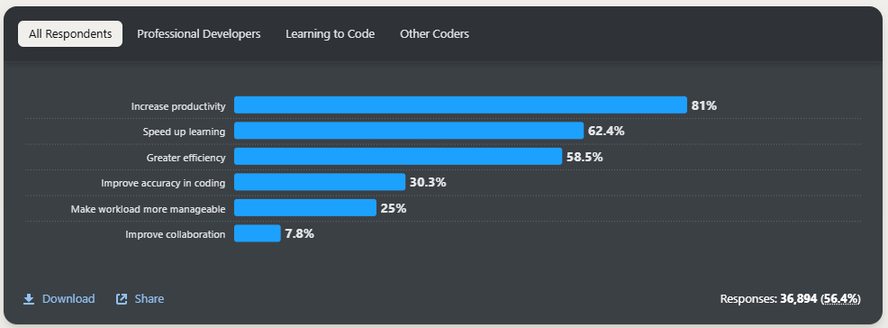 All Respondents Professional Developers Learning to Code Other Coders
Increase productivity 81%
Speed up learning 62.4%
Greater efficiency 58.5%
Improve accuracy in coding 30.3%
Make workload more manageable 25%
Improve collaboration 7.8%
Download Share Responses: 36,894 (56.4%)